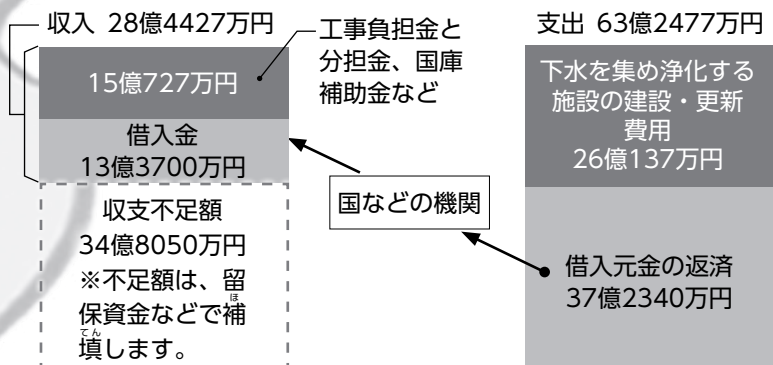 収入 28億4427万円
15億727万円
工事負担金と
分担金、国庫
補助金など
借入金
13億3700万円
収支不足額
34億8050万円
※不足額は、留
保資金などで補
ほ
填します。
てん
国などの機関
支出 63億2477万円
下水を集め浄化する
施設の建設・更新
費用
26億137万円
借入元金の返済
37億2340万円